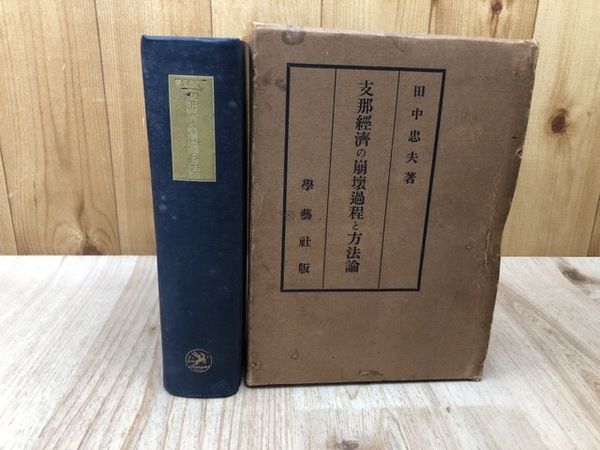 田中忠夫著
支那經濟の崩壞過程と方法論
學藝社版